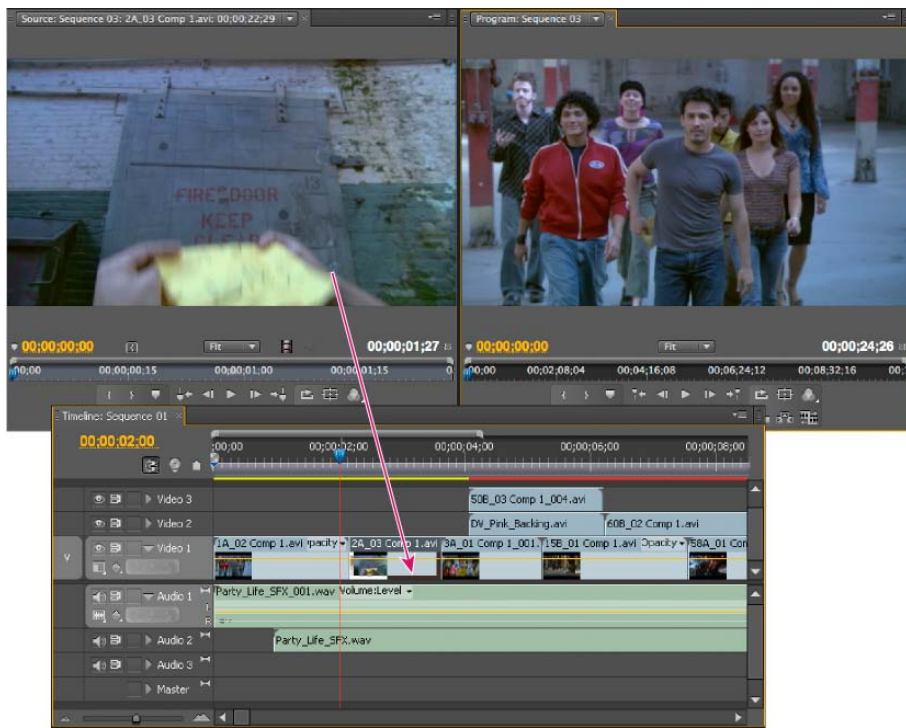 Source: Sequence 03: 2A_03 Comp 1.avi: 00;00;22;29
Program: Sequence 03
FIRE DOOR
KEEP
13
00;00;00;00 Fit 00;00;01;27
00;00;00;00 Fit 00;00;24;26
00;00 00;00;00;15 00;00;01;00 00;00;01;15
00;00 00;02;08;04 00;04;16;08 00;06;24;12 00;08;32;16
Timeline: Sequence 01
00;00;02;00
;00;00 00;00;02;00 00;00;04;00 00;00;06;00 00;00;08;00
Video 3 50B_03 Comp 1_004.avi
Video 2 DV_Pink_Backing.avi 60B_02 Comp 1.avi
V Video 1 1A_02 Comp 1.avi opacity 2A_03 Comp 1.avi 3A_01 Comp 1_001. 15B_01 Comp 1.avi Opacity 58A_01 Con
Audio 1 Party_Life_SFX_001.wav Volume:Level
L
R
Audio 2 Party_Life_SFX.wav
Audio 3
Master